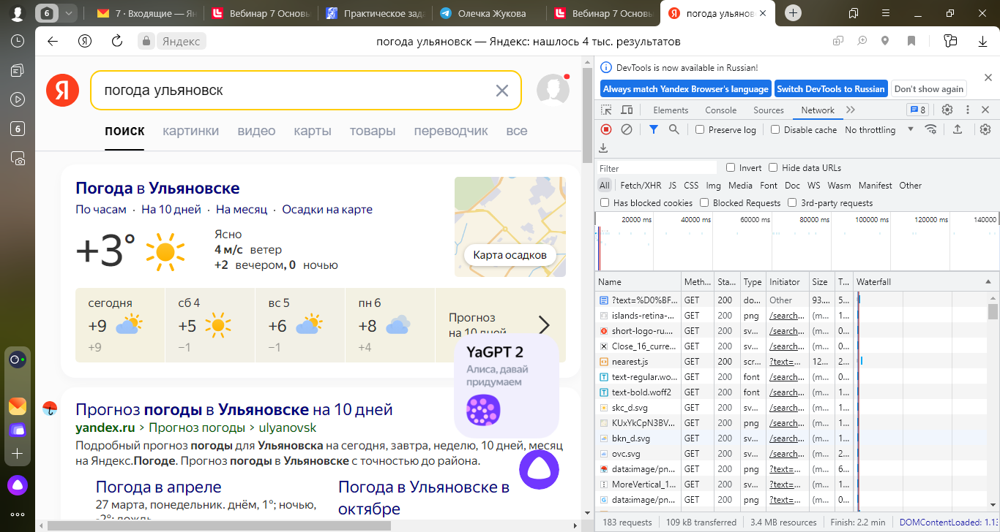 6
7 · Входящие — Ян
Вебинар 7 Основы
Практическое зада
Олечка Жукова
Вебинар 7 Основы
погода ульяновс
Я
Яндекс
погода ульяновск — Яндекс: нашлось 4 тыс. результатов
6
Я
погода ульяновск
поиск
картинки
видео
карты
товары
переводчик
все
Погода в Ульяновске
По часам · На 10 дней · На месяц · Осадки на карте
+3°
Ясно
4 м/с ветер
+2 вечером, 0 ночью
Карта осадков
сегодня
+9
+9
сб 4
+5
−1
вс 5
+6
−1
пн 6
+8
+4
Прогноз
на 10 дней
YaGPT 2
Алиса, давай
придумаем
Прогноз погоды в Ульяновске на 10 дней
yandex.ru › Прогноз погоды › ulyanovsk
Подробный прогноз погоды для Ульяновска на сегодня, завтра, неделю, 10 дней, месяц
на Яндекс.Погоде. Прогноз погоды в Ульяновске с точностью до района.
Погода в апреле
27 марта, понедельник. днём, 1°; ночью,
-2°; дождь
Погода в Ульяновске в
октябре
DevTools is now available in Russian!
Always match Yandex Browser's language
Switch DevTools to Russian
Don't show again
Elements
Console
Sources
Network
8
Preserve log
Disable cache
No throttling
Filter
Invert
Hide data URLs
All
Fetch/XHR
JS
CSS
Img
Media
Font
Doc
WS
Wasm
Manifest
Other
Has blocked cookies
Blocked Requests
3rd-party requests
20000 ms
40000 ms
60000 ms
80000 ms
100000 ms
120000 ms
140000
Name Meth... Sta... Type Initiator Size T... Waterfall
?text=%D0%BF... GET 200 do... Other 93.... 5...
islands-retina-... GET 200 png /search... (m... 1...
short-logo-ru.... GET 200 sv... /search... (m... 0...
Close_16_curre... GET 200 sv... /search... (m... 0...
nearest.js GET 200 scr... ?text=... 12... 2...
text-regular.wo... GET 200 font /search... (m... 0...
text-bold.woff2 GET 200 font /search... (m... 0...
skc_d.svg GET 200 sv... /search... (m... 1...
KUxYkCpN3BV... GET 200 png /search... (m... 1...
bkn_d.svg GET 200 sv... /search... (m... 1...
ovc.svg GET 200 sv... /search... (m... 2...
data:image/pn... GET 200 png ?text=... (m... 6...
MoreVertical_1... GET 200 sv... ?text=... (m... 1...
data:image/pn... GET 200 png ?text=... (m... 0...
183 requests
109 kB transferred
3.4 MB resources
Finish: 2.2 min
DOMContentLoaded: 1.13